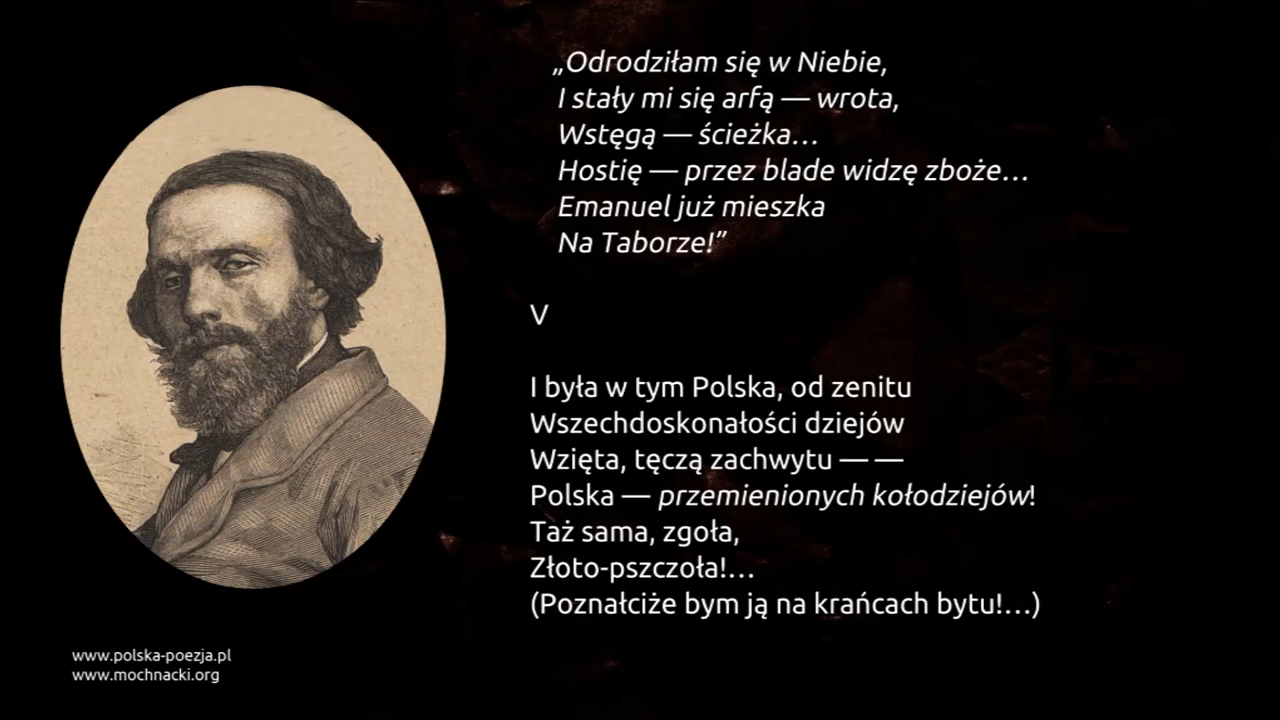 „Odrodziłam się w Niebie,
I stały mi się arfą — wrota,
Wstęgą — ścieżka…
Hostię — przez blade widzę zboże…
Emanuel już mieszka
Na Taborze!”
V
I była w tym Polska, od zenitu
Wszechdoskonałości dziejów
Wzięta, tęczą zachwytu — —
Polska — przemienionych kołodziejów!
Taż sama, zgoła,
Złoto-pszczoła!…
(Poznałciże bym ją na krańcach bytu!…)
www.polska-poezja.pl
www.mochnacki.org